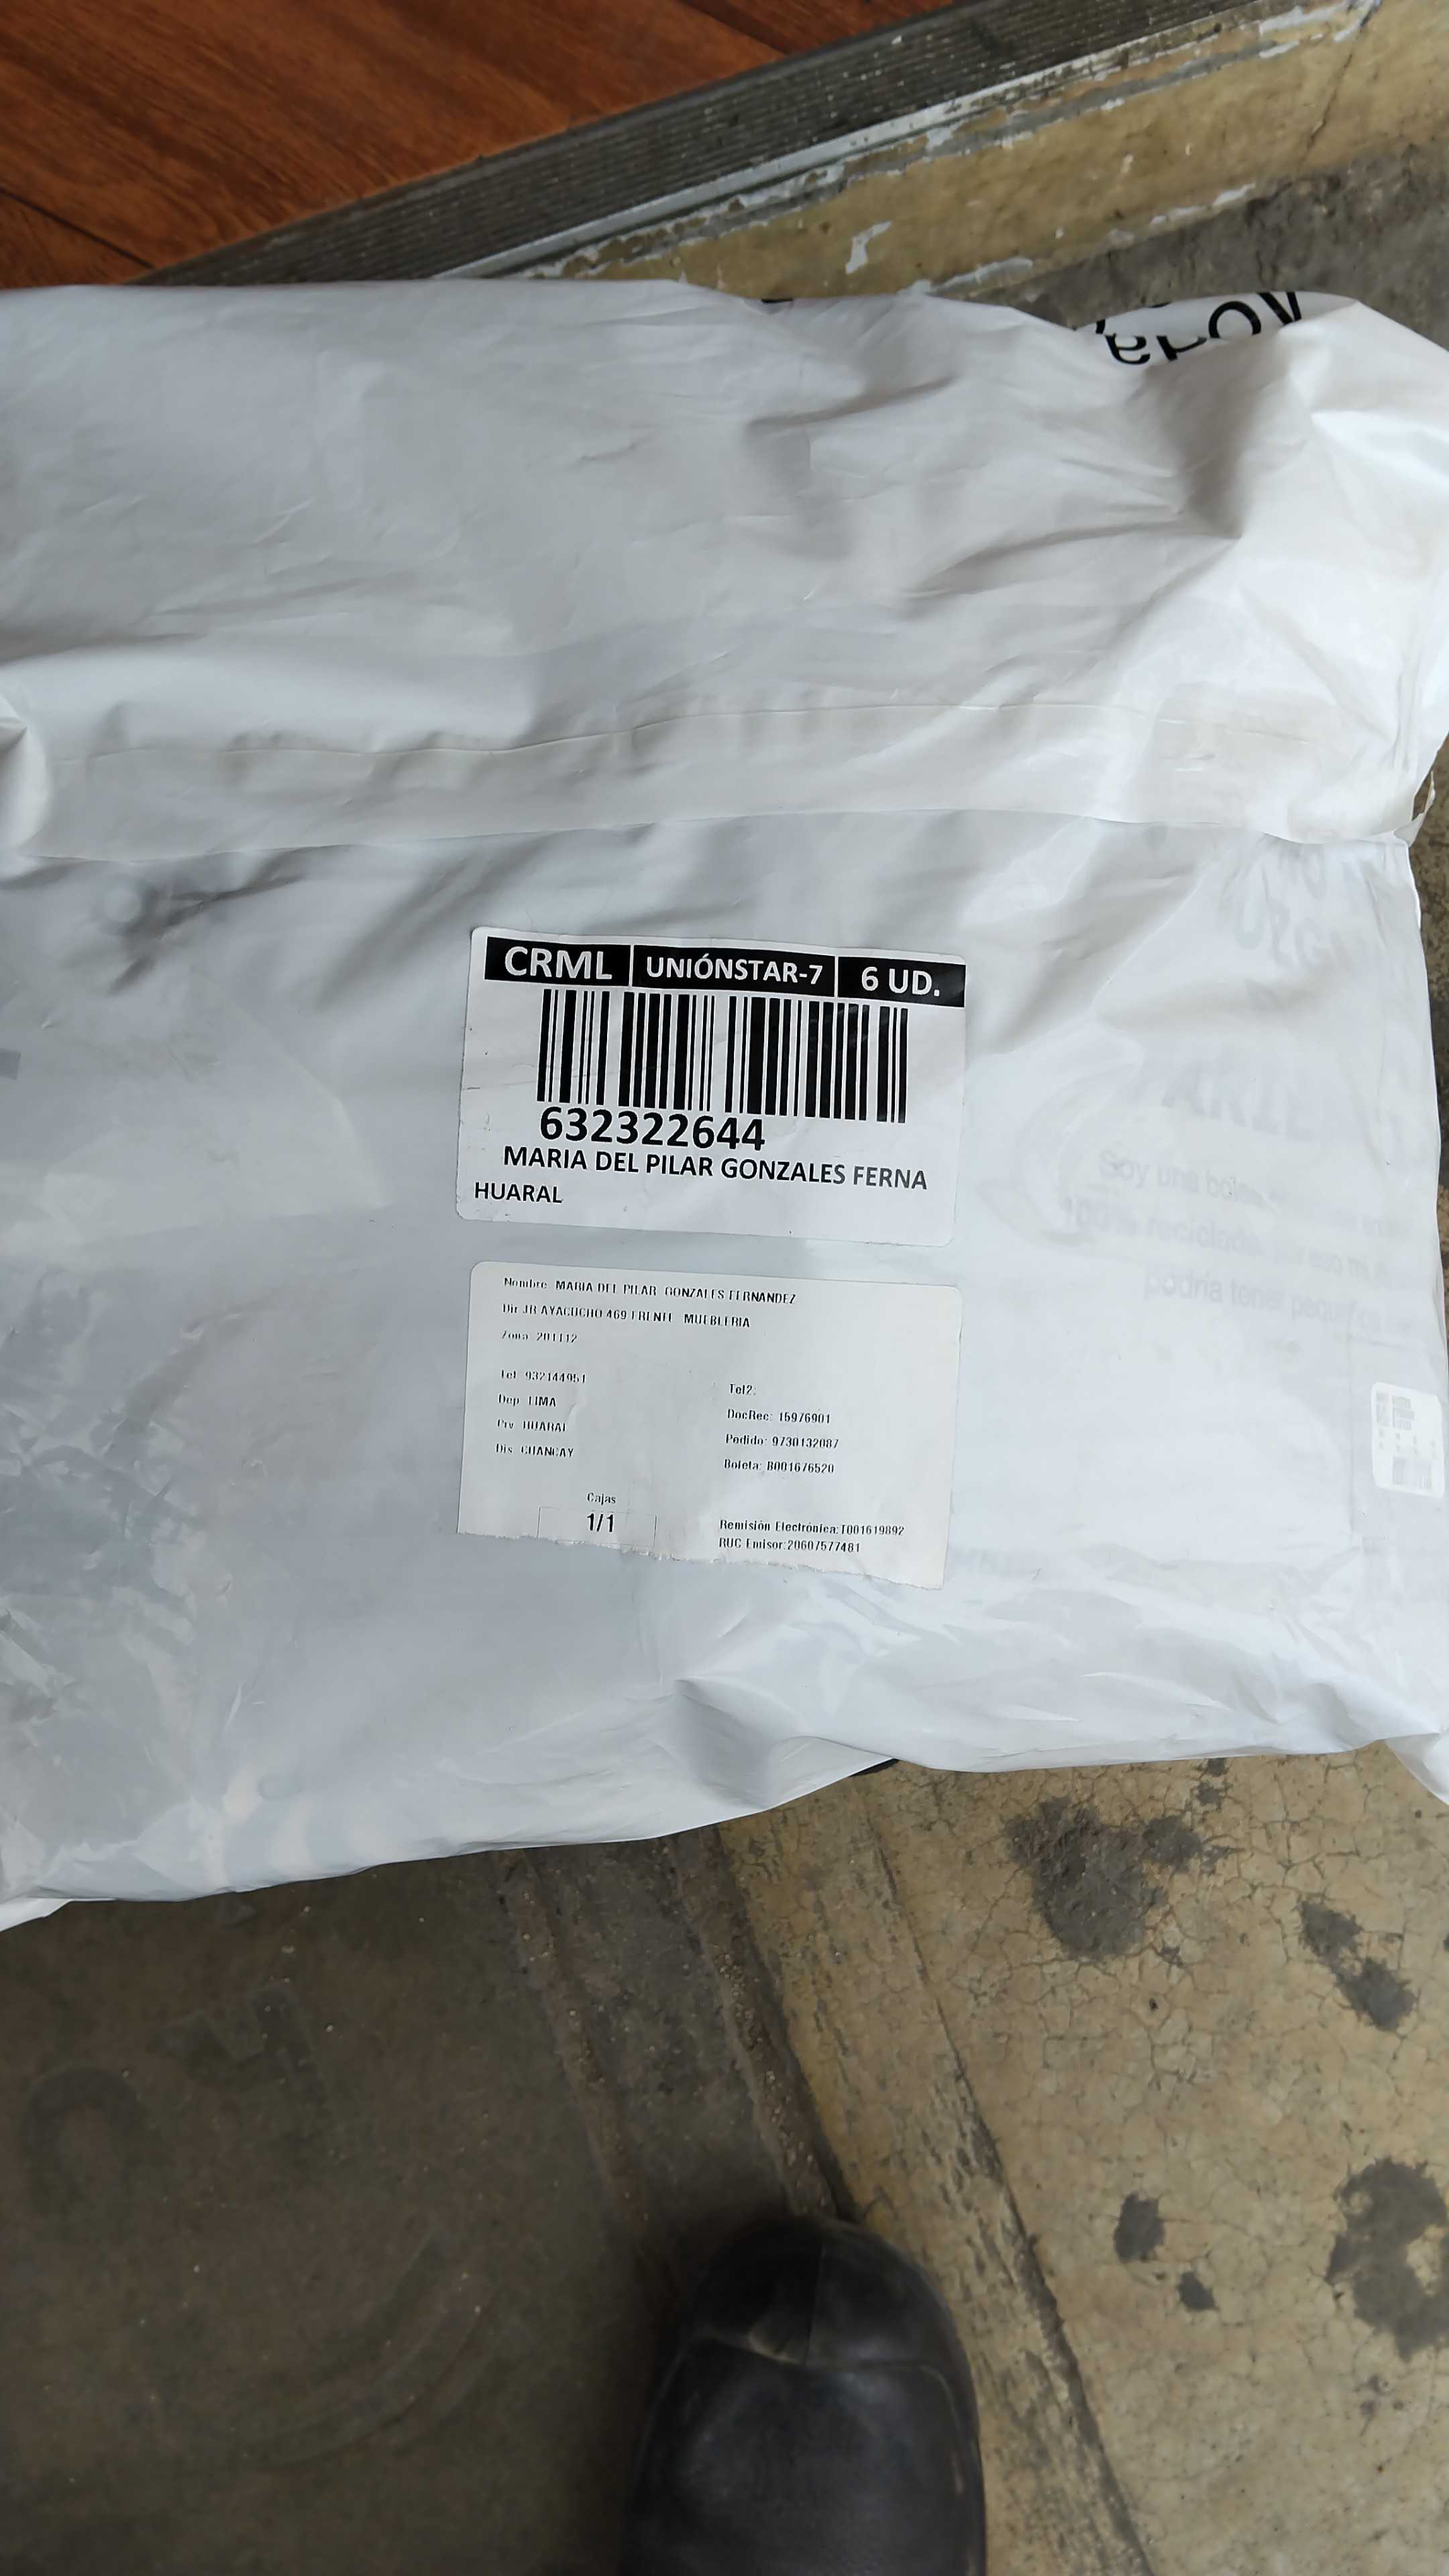 CRML UNIÓNSTAR-7 6 UD.
632322644
MARIA DEL PILAR GONZALES FERNA
HUARAL
Nombre MARIA DEL PILAR GONZALES FERNANDEZ
Dir JR AYACUCHO 469 FRENTE MUEBLERIA
Zona 201112
Tel 932144951
Tel2:
Dep LIMA
DocRec: 15976901
Prv HUARAL
Pedido: 9730132087
Dis CHANCAY
Boleta: B001676520
Cajas
1/1
Remisión Electrónica:T001619892
RUC Emisor:20607577481
Soy una
100% reciclada
podría tener